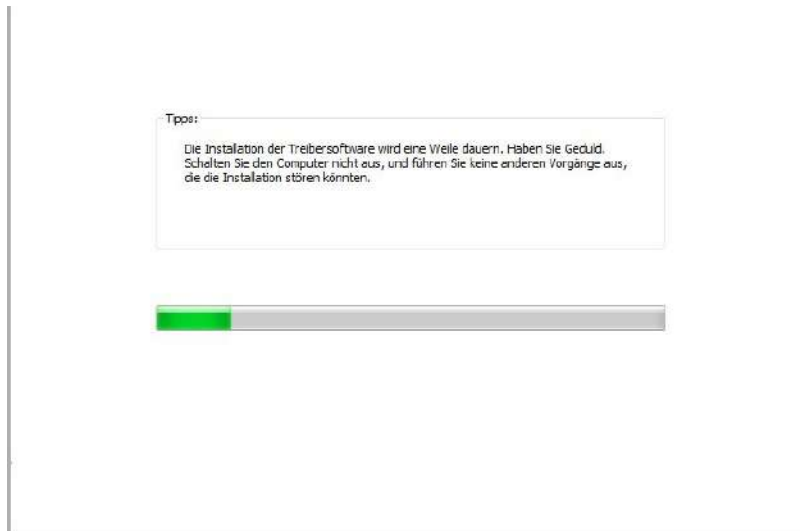 Tipps:
Die Installation der Treibersoftware wird eine Weile dauern. Haben Sie Geduld.
Schalten Sie den Computer nicht aus, und führen Sie keine anderen Vorgänge aus,
die die Installation stören könnten.